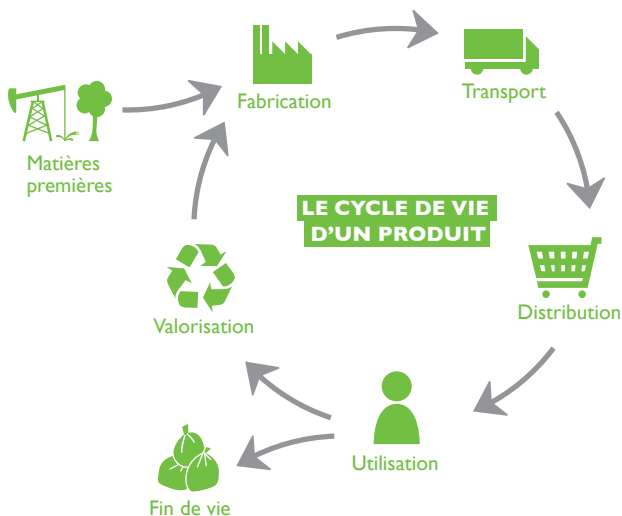 Fabrication
Transport
Matières
premières
LE CYCLE DE VIE
D'UN PRODUIT
Distribution
Valorisation
Utilisation
Fin de vie